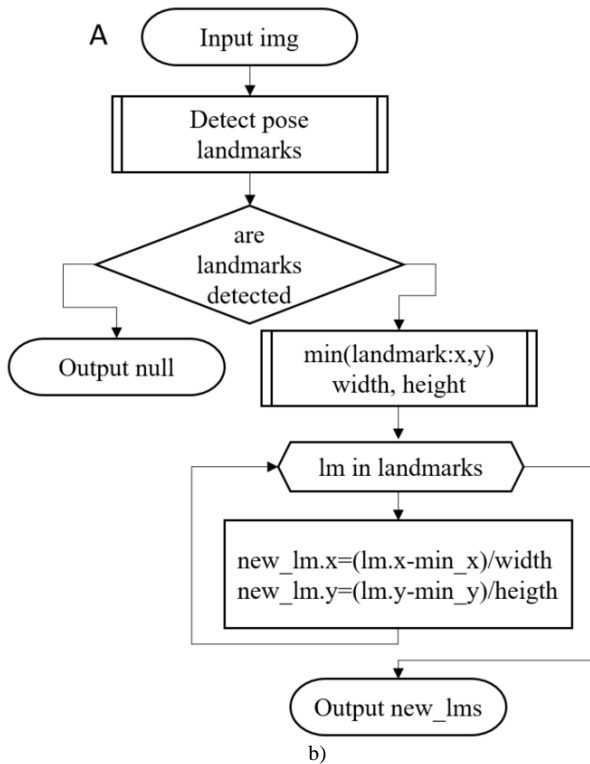 A
Input img
Detect pose
landmarks
are
landmarks
detected
Output null
min(landmark:x,y)
width, height
lm in landmarks
new_lm.x=(lm.x-min_x)/width
new_lm.y=(lm.y-min_y)/heigth
Output new_lms
b)